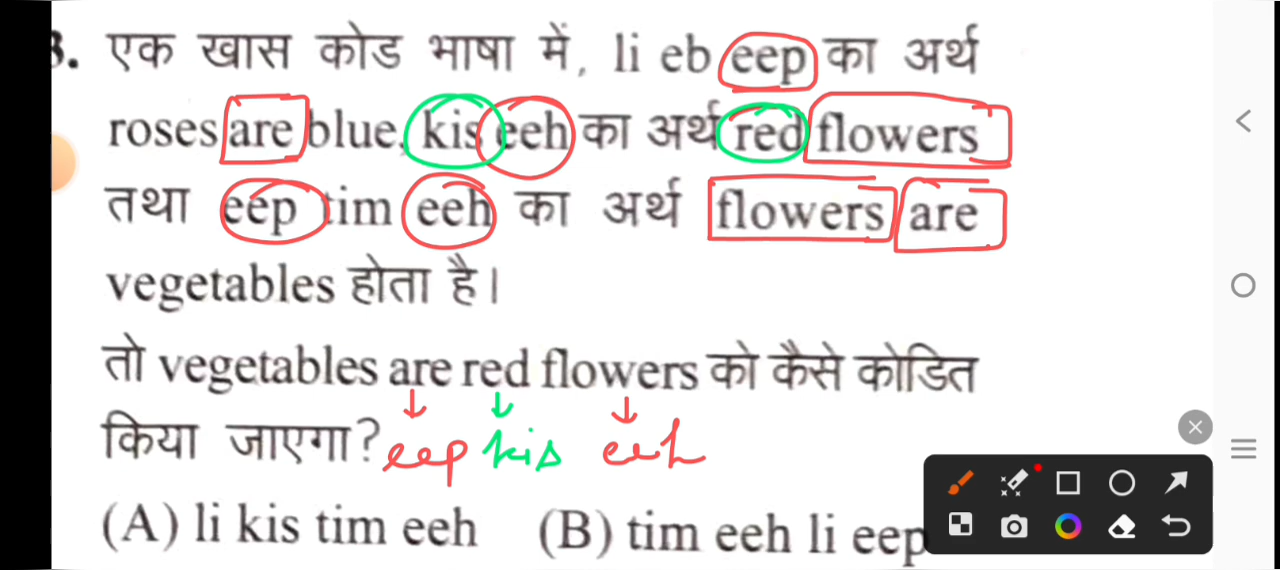 3. एक खास कोड भाषा में, li eb eep का अर्थ
roses are blue, kis eeh का अर्थ red flowers
तथा eep tim eeh का अर्थ flowers are
vegetables होता है।
तो vegetables are red flowers को कैसे कोडित
किया जाएगा? eep kis eeh
(A) li kis tim eeh (B) tim eeh li eep